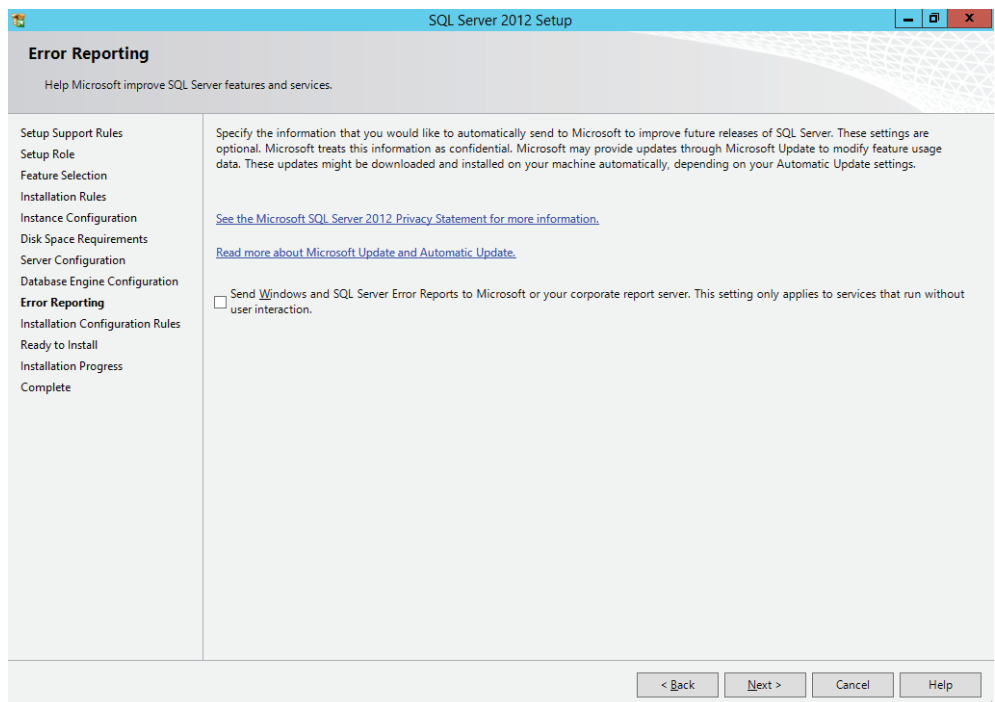 SQL Server 2012 Setup
Error Reporting
Help Microsoft improve SQL Server features and services.
Setup Support Rules
Setup Role
Feature Selection
Installation Rules
Instance Configuration
Disk Space Requirements
Server Configuration
Database Engine Configuration
Error Reporting
Installation Configuration Rules
Ready to Install
Installation Progress
Complete
Specify the information that you would like to automatically send to Microsoft to improve future releases of SQL Server. These settings are
optional. Microsoft treats this information as confidential. Microsoft may provide updates through Microsoft Update to modify feature usage
data. These updates might be downloaded and installed on your machine automatically, depending on your Automatic Update settings.
See the Microsoft SQL Server 2012 Privacy Statement for more information.
Read more about Microsoft Update and Automatic Update.
Send Windows and SQL Server Error Reports to Microsoft or your corporate report server. This setting only applies to services that run without
user interaction.
< Back
Next >
Cancel
Help